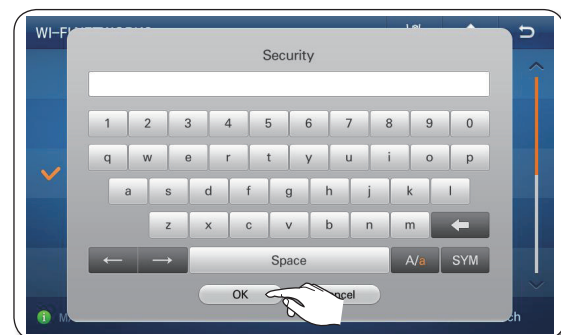 WI-FI
Security
1 2 3 4 5 6 7 8 9 0
q w e r t y u i o p
a s d f g h j k l
z x c v b n m
← → Space A/a SYM
OK